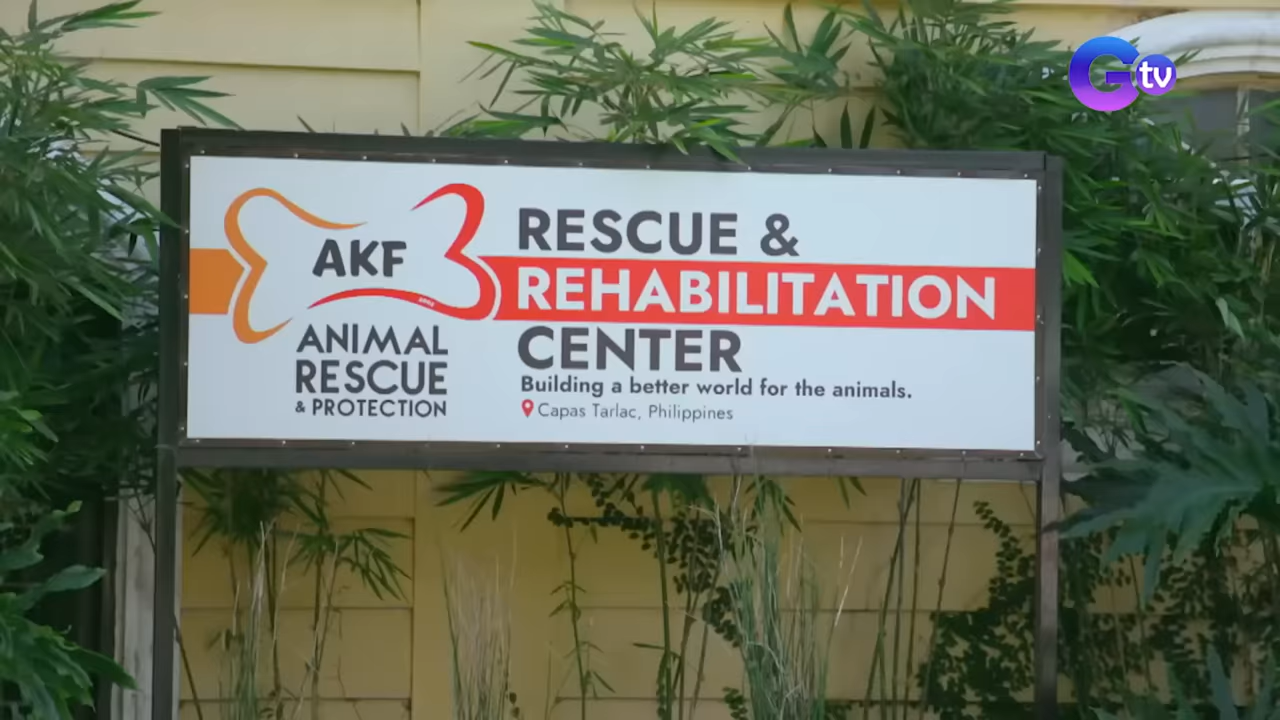 Gtv
AKF
ANIMAL
RESCUE
& PROTECTION
RESCUE &
REHABILITATION
CENTER
Building a better world for the animals.
Capas Tarlac, Philippines